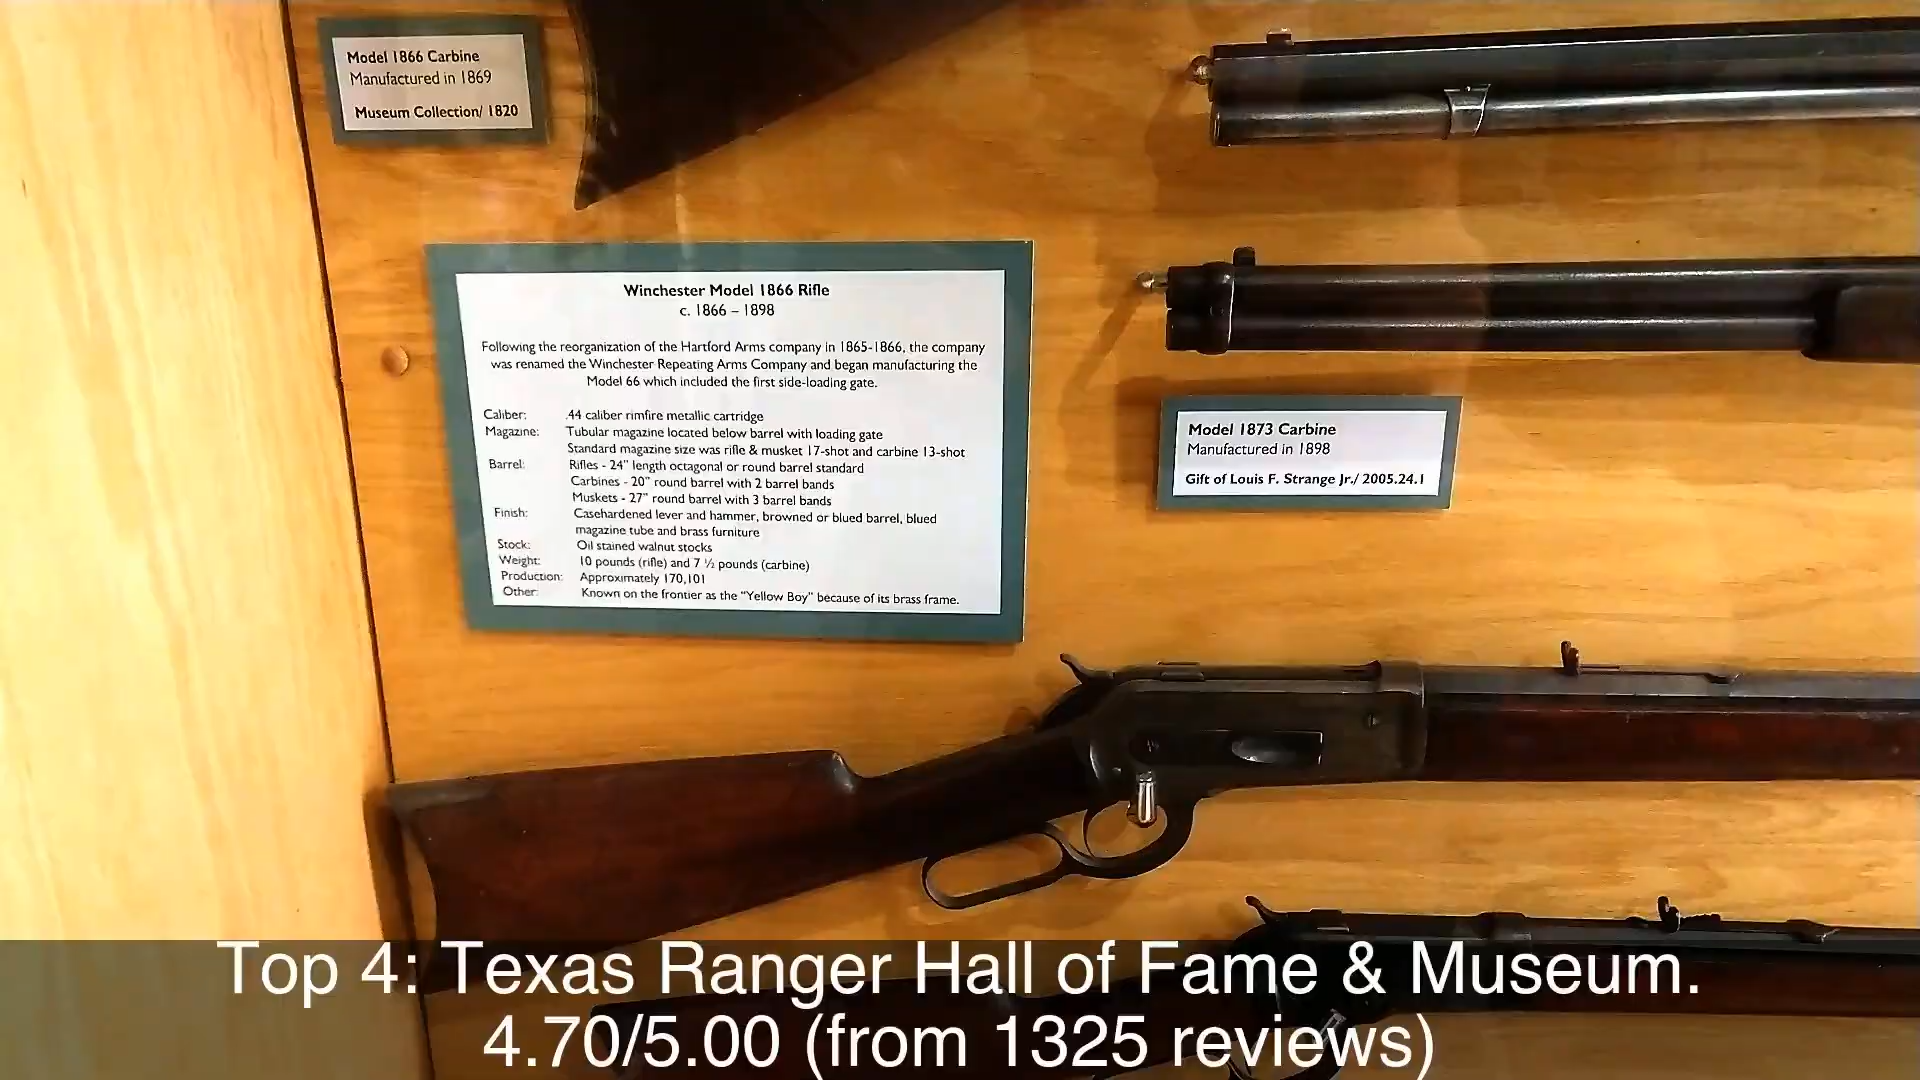 Model 1866 Carbine
Manufactured in 1869
Museum Collection/ 1820
Winchester Model 1866 Rifle
c. 1866 – 1898
Following the reorganization of the Hartford Arms company in 1865-1866, the company
was renamed the Winchester Repeating Arms Company and began manufacturing the
Model 66 which included the first side-loading gate.
Caliber: .44 caliber rimfire metallic cartridge
Magazine: Tubular magazine located below barrel with loading gate
Standard magazine size was rifle & musket 17-shot and carbine 13-shot
Barrel: Rifles - 24" length octagonal or round barrel standard
Carbines - 20" round barrel with 2 barrel bands
Muskets - 27" round barrel with 3 barrel bands
Finish: Casehardened lever and hammer, browned or blued barrel, blued
magazine tube and brass furniture
Stock: Oil stained walnut stocks
Weight: 10 pounds (rifle) and 7 ½ pounds (carbine)
Production: Approximately 170,101
Other: Known on the frontier as the "Yellow Boy" because of its brass frame.
Model 1873 Carbine
Manufactured in 1898
Gift of Louis F. Strange Jr./ 2005.24.1
Top 4: Texas Ranger Hall of Fame & Museum.
4.70/5.00 (from 1325 reviews)